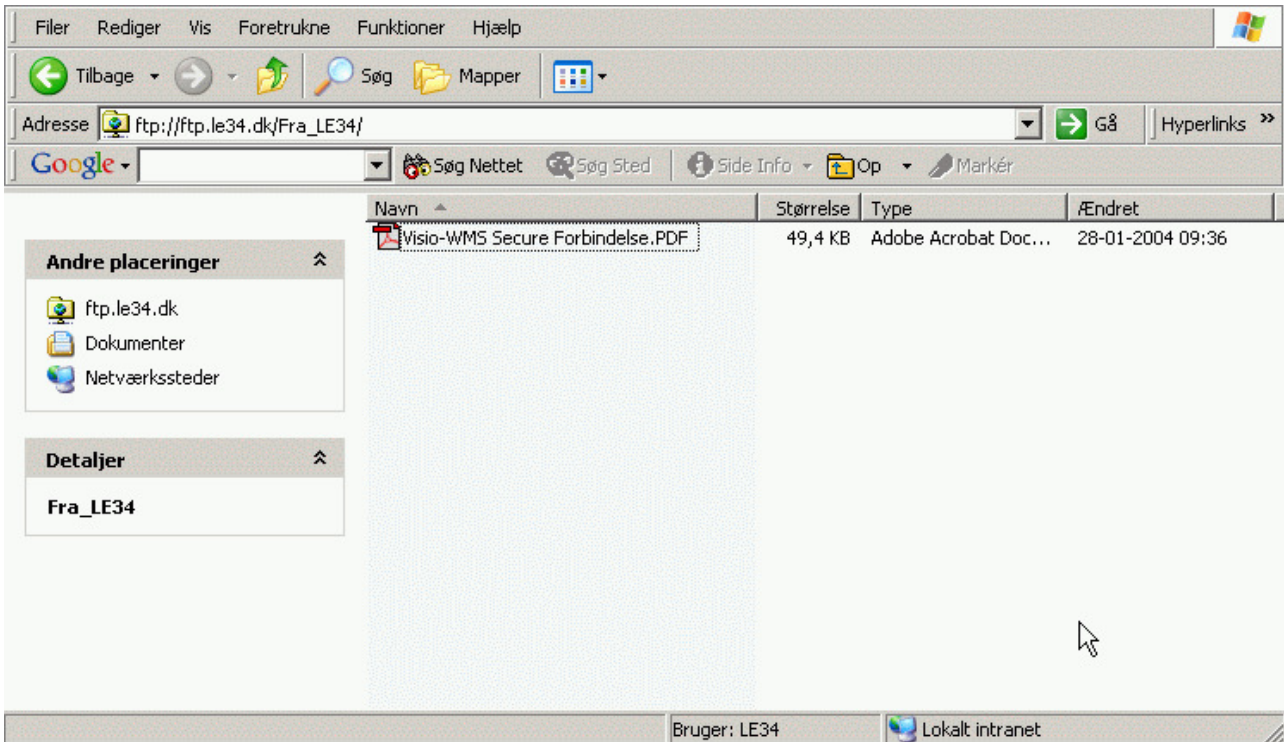 Filer Rediger Vis Foretrukne Funktioner Hjælp
Tilbage Søg Mapper
Adresse ftp://ftp.le34.dk/Fra_LE34/ Gå Hyperlinks »
Google Søg Nettet Søg Sted Side Info Op Markér
Navn Størrelse Type Ændret
Visio-WMS Secure Forbindelse.PDF 49,4 KB Adobe Acrobat Doc... 28-01-2004 09:36
Andre placeringer
ftp.le34.dk
Dokumenter
Netværkssteder
Detaljer
Fra_LE34
Bruger: LE34 Lokalt intranet